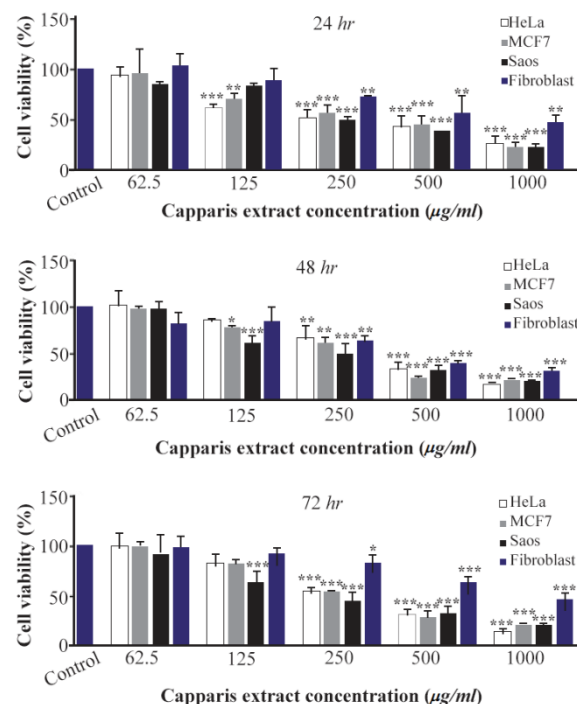 24 hr
HeLa
MCF7
Saos
Fibroblast
Cell viability (%)
150
100
50
0
*** ** *** ** *** ** *** *** *** ** *** *** *** **
Control 62.5 125 250 500 1000
Capparis extract concentration (µg/ml)
48 hr
HeLa
MCF7
Saos
Fibroblast
Cell viability (%)
150
100
50
0
* *** ** ** *** ** *** *** *** *** *** *** *** ***
Control 62.5 125 250 500 1000
Capparis extract concentration (µg/ml)
72 hr
HeLa
MCF7
Saos
Fibroblast
Cell viability (%)
150
100
50
0
*** *** *** *** * *** *** *** *** *** *** *** ***
Control 62.5 125 250 500 1000
Capparis extract concentration (µg/ml)